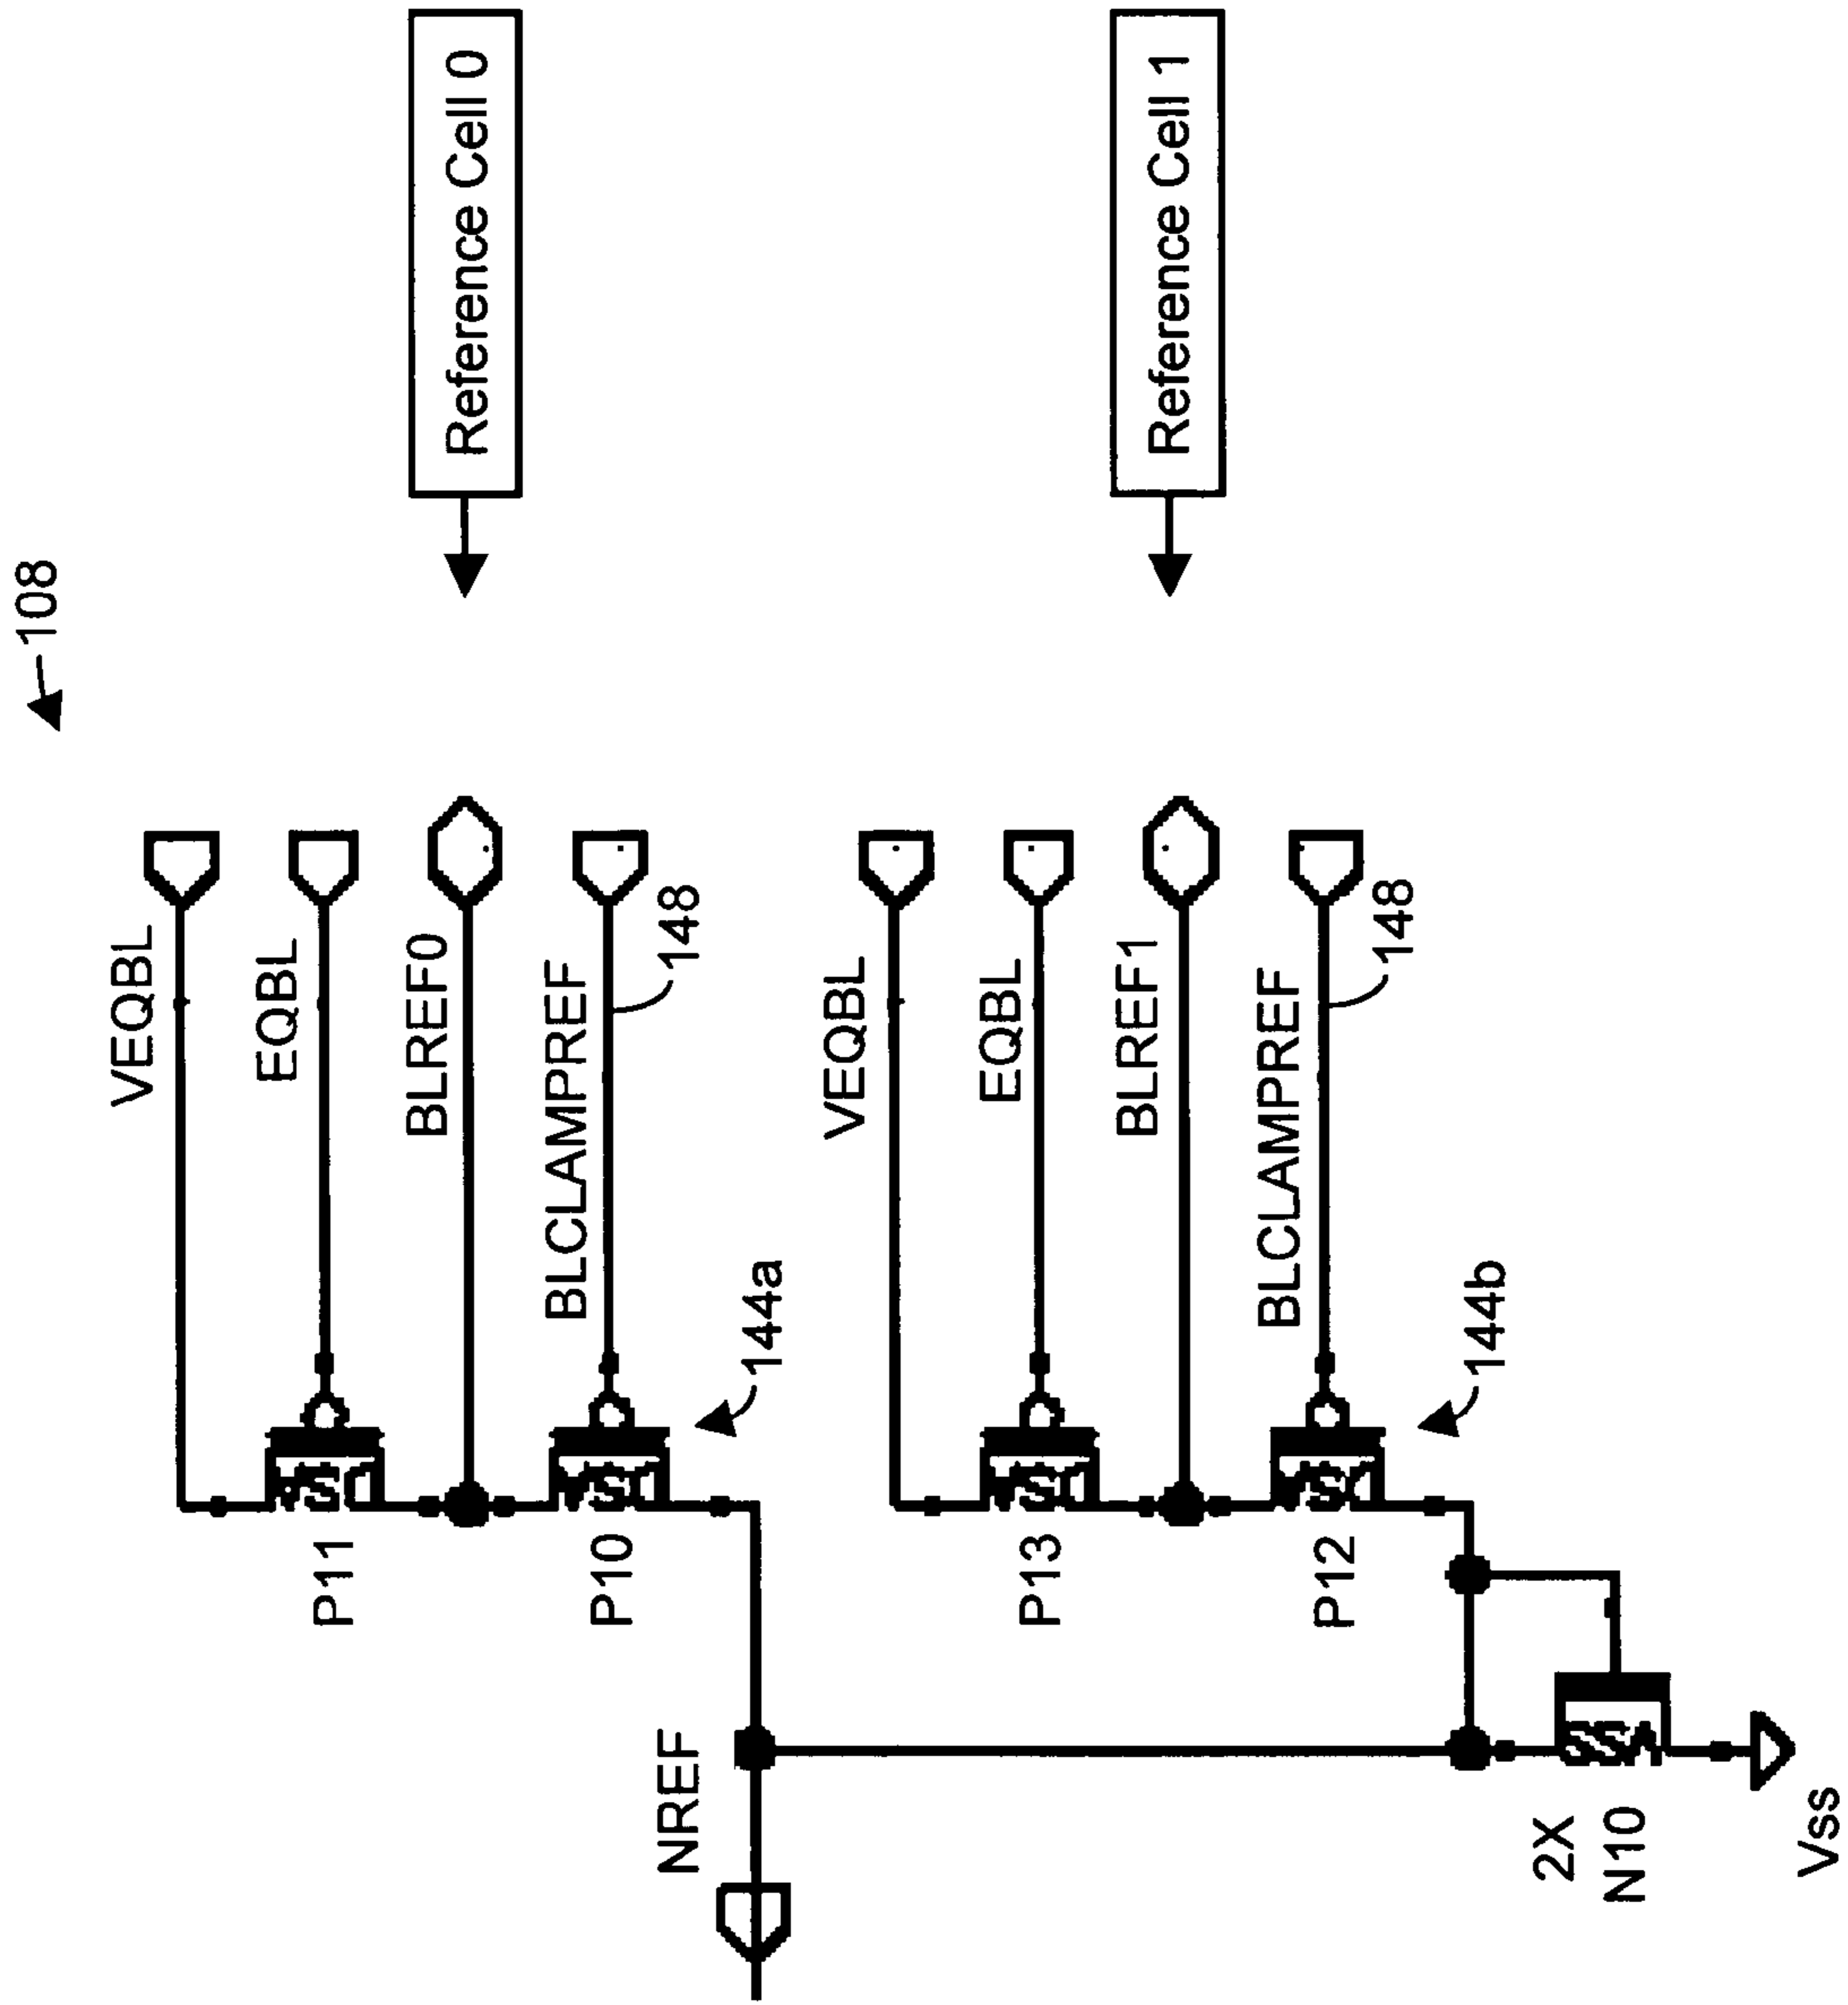 108
VEQBL
EQBL
BLREF0
BLCLAMPREF
148
Reference Cell 0
P11
P10
144a
NREF
VEQBL
EQBL
BLREF1
BLCLAMPREF
148
Reference Cell 1
P13
P12
144b
2X
N10
Vss